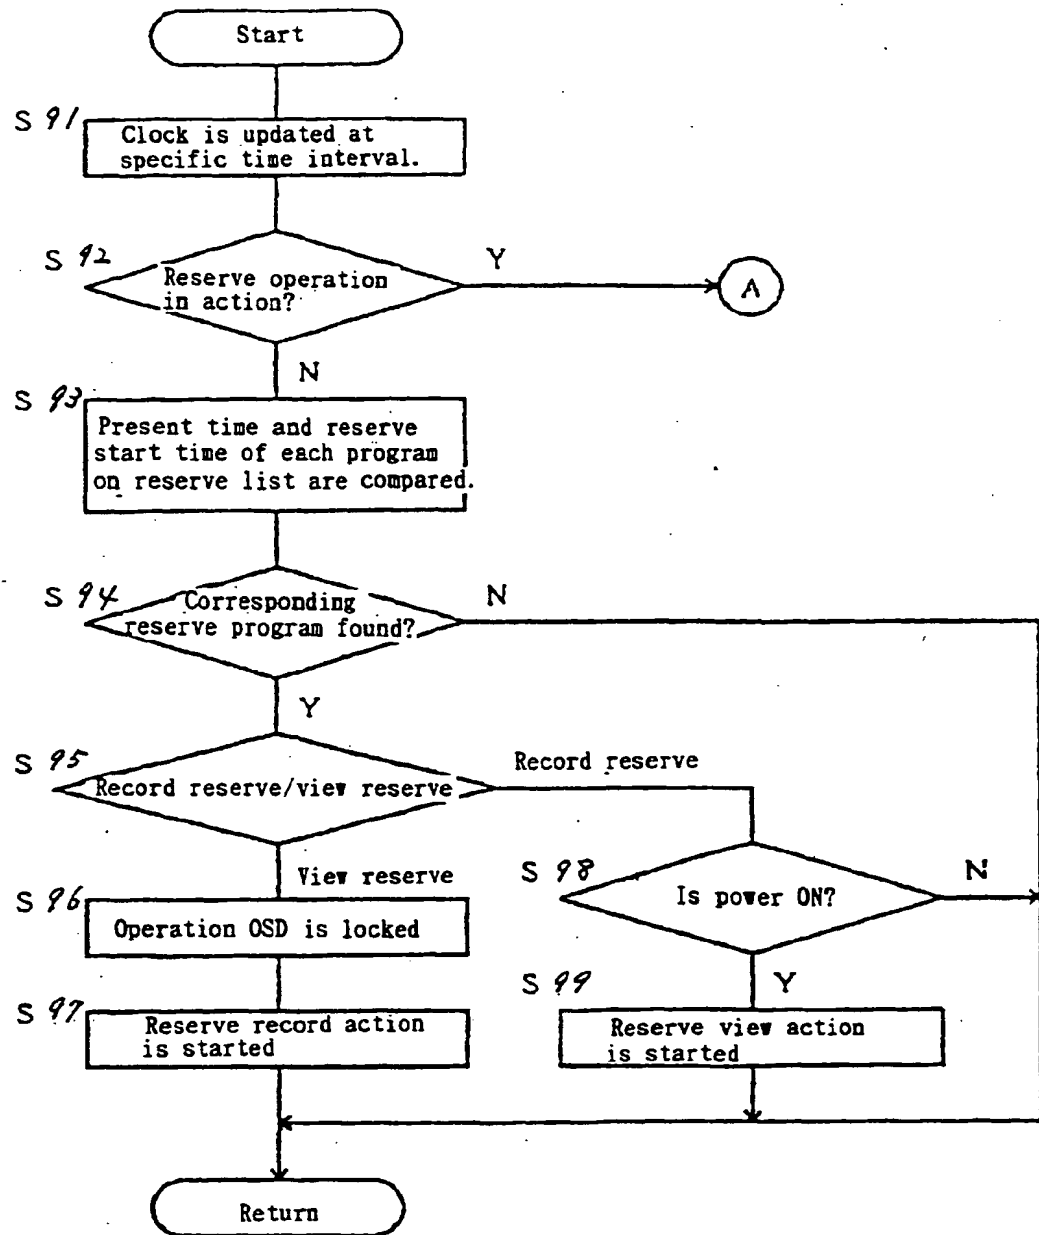 Start
S 91
Clock is updated at
specific time interval.
S 92
Reserve operation
in action?
Y
A
N
S 93
Present time and reserve
start time of each program
on reserve list are compared.
S 94
Corresponding
reserve program found?
N
Y
S 95
Record reserve/view reserve
Record reserve
View reserve
S 96
Operation OSD is locked
S 97
Reserve record action
is started
S 98
Is power ON?
N
Y
S 99
Reserve view action
is started
Return